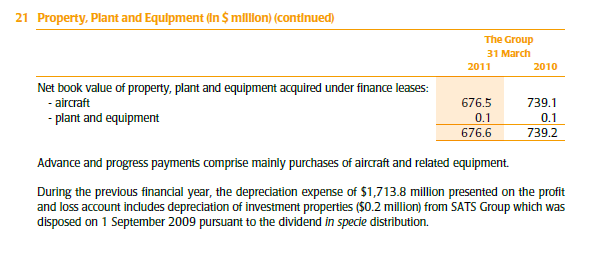 21 Property, Plant and Equipment (in $ million) (continued)
The Group
31 March
2011 2010
Net book value of property, plant and equipment acquired under finance leases:
- aircraft 676.5 739.1
- plant and equipment 0.1 0.1
676.6 739.2
Advance and progress payments comprise mainly purchases of aircraft and related equipment.
During the previous financial year, the depreciation expense of $1,713.8 million presented on the profit
and loss account includes depreciation of investment properties ($0.2 million) from SATS Group which was
disposed on 1 September 2009 pursuant to the dividend in specie distribution.